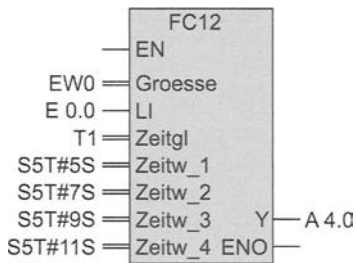 FC12
EN
EW0 Groesse
E 0.0 LI
T1 Zeitgl
S5T#5S Zeitw_1
S5T#7S Zeitw_2
S5T#9S Zeitw_3 Y A 4.0
S5T#11S Zeitw_4 ENO